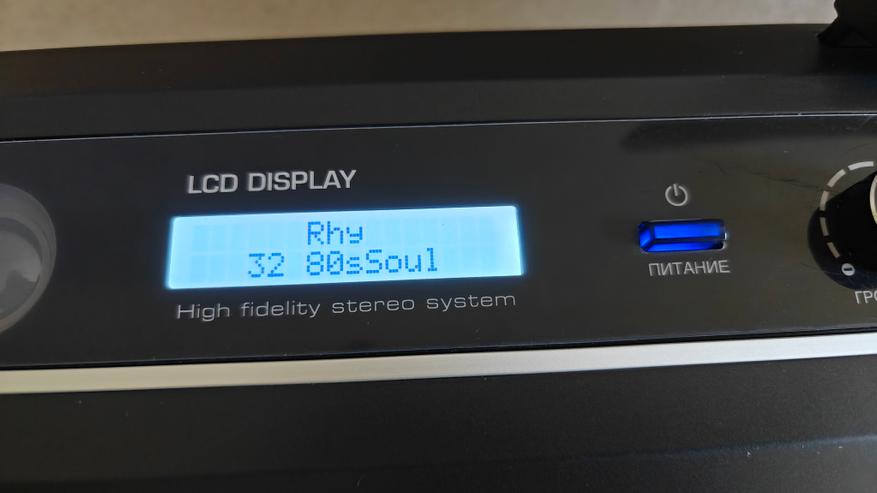 LCD DISPLAY
Rhy
32 80sSoul
High fidelity stereo system
ПИТАНИЕ